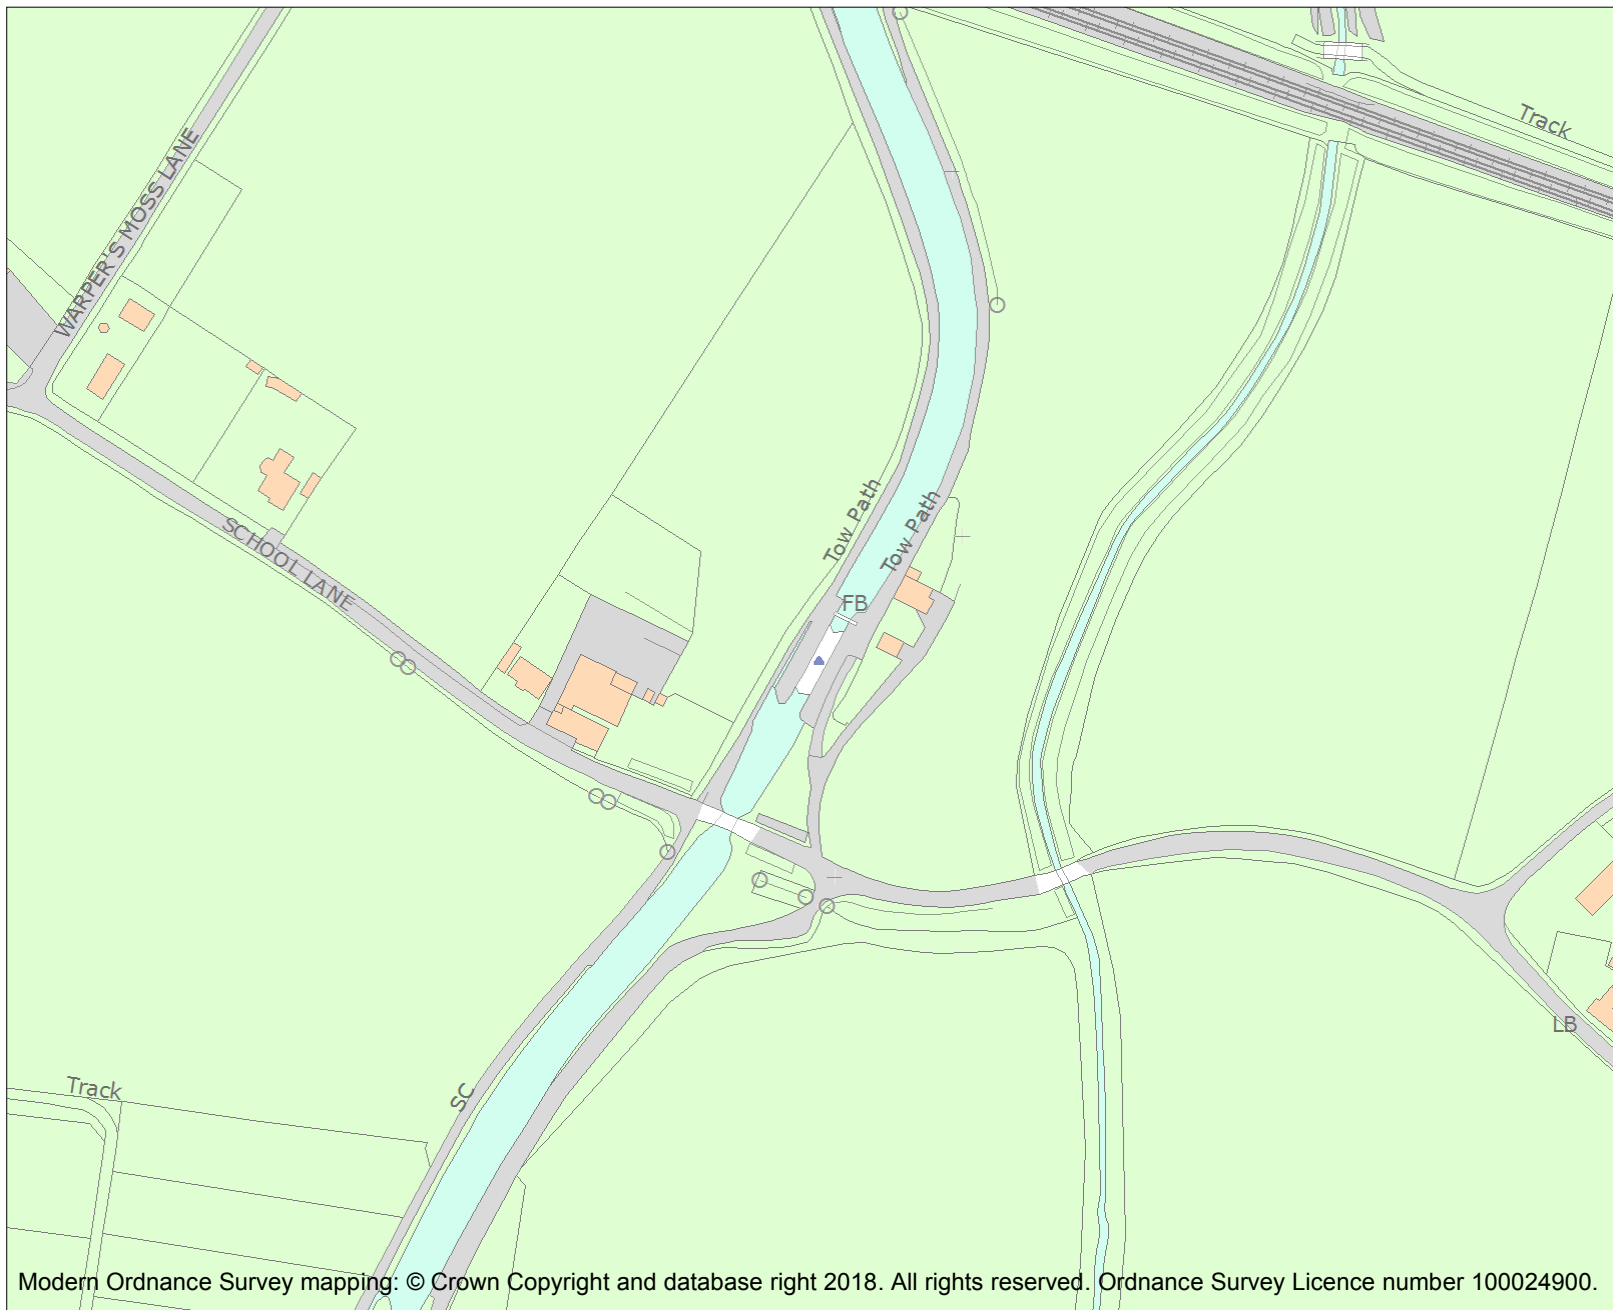 Track
WARPER'S MOSS LANE
Tow Path
Tow Path
SCHOOL LANE
FB
LB
Track
SC
Modern Ordnance Survey mapping: © Crown Copyright and database right 2018. All rights reserved. Ordnance Survey Licence number 100024900.